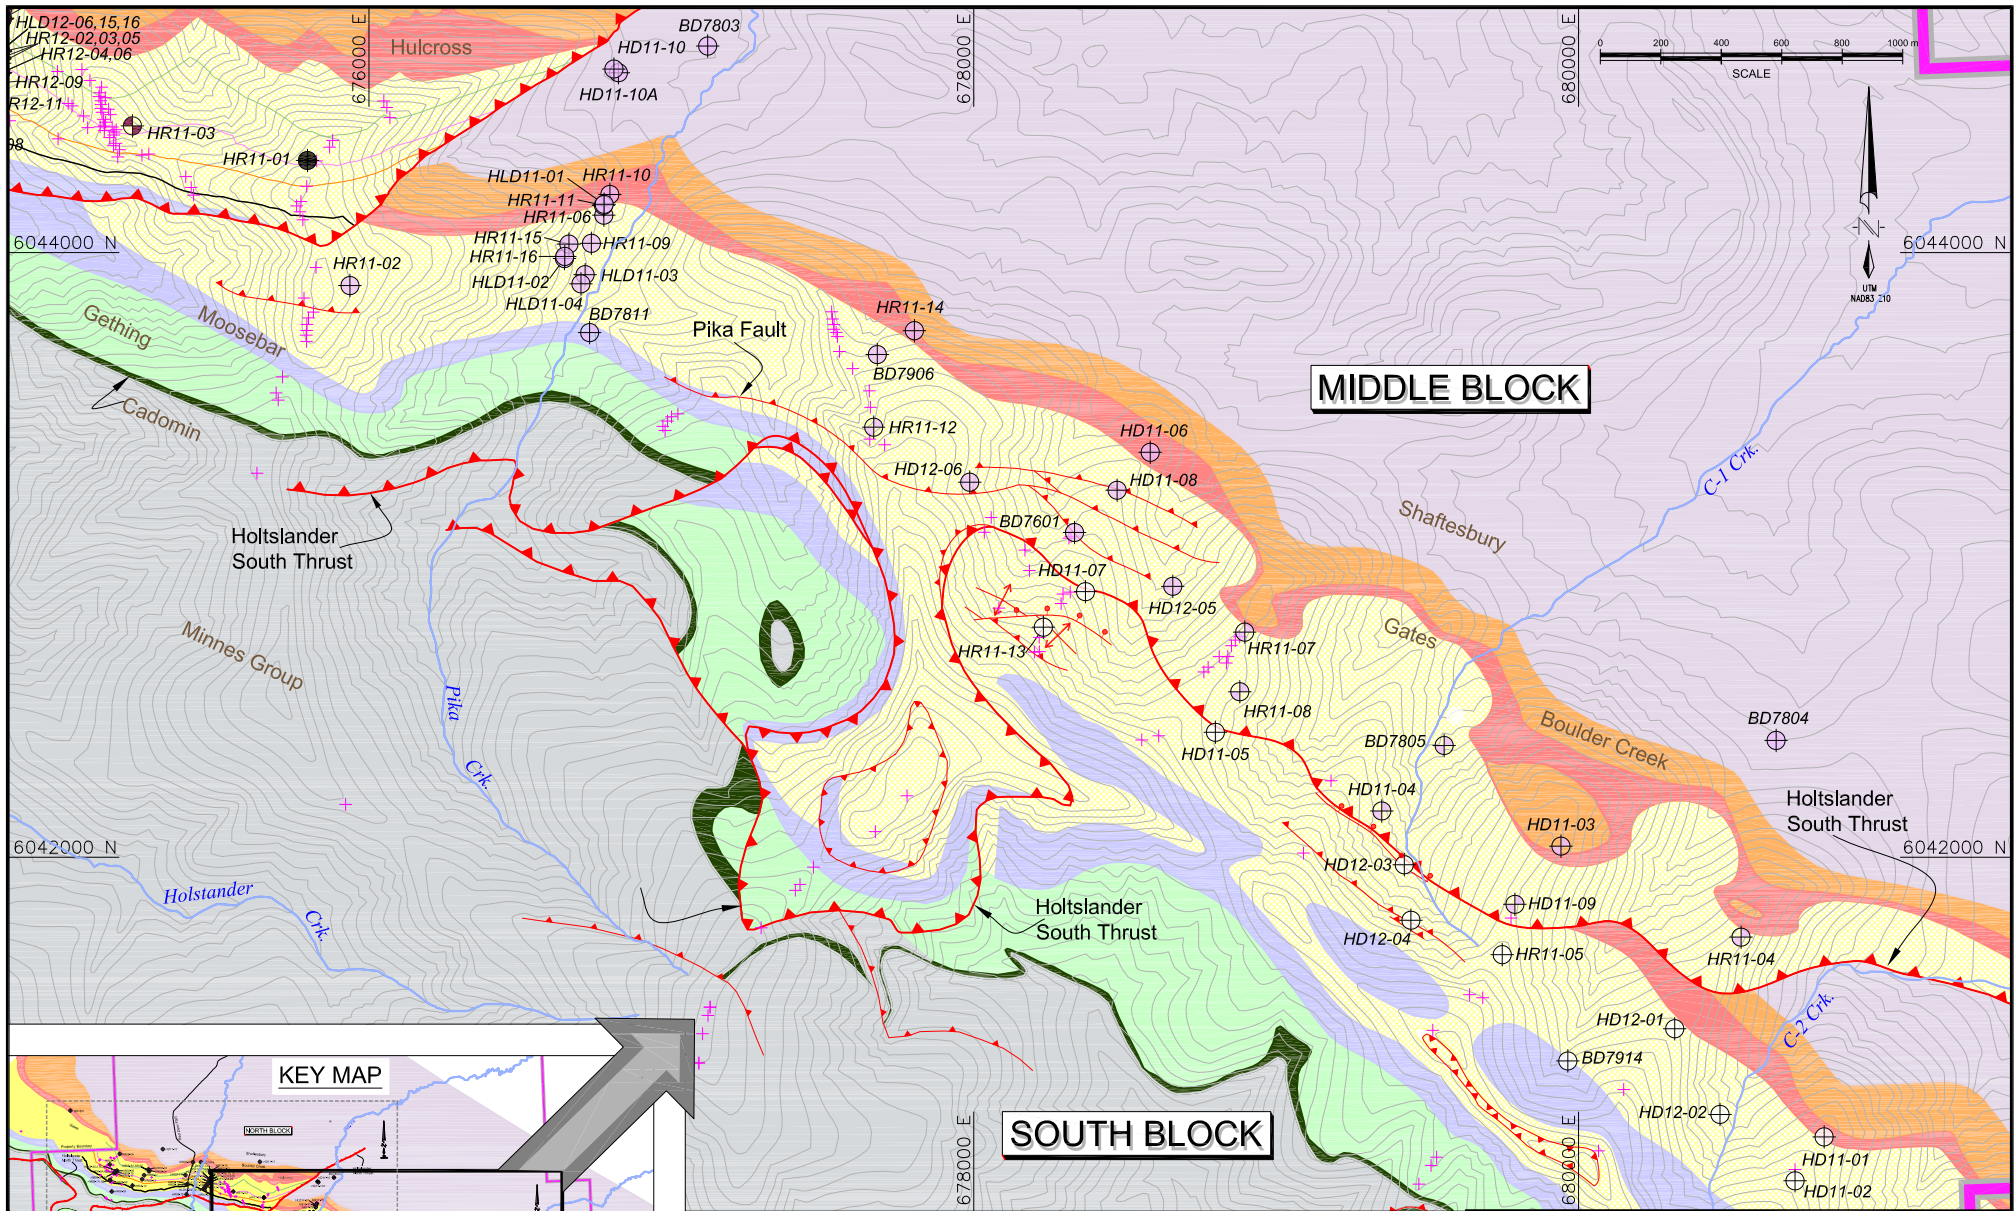 HLD12-06,15,16
HR12-02,03,05
HR12-04,06
HR12-09
R12-11
08
HR11-03
HR11-01
Hulcross
676000 E
BD7803
HD11-10
HD11-10A
678000 E
680000 E
0 200 400 600 800 1000 m
SCALE
N
UTM
NAD83 Z10
6044000 N
6044000 N
HLD11-01
HR11-10
HR11-11
HR11-06
HR11-15
HR11-09
HR11-16
HLD11-03
HLD11-02
HLD11-04
HR11-02
BD7811
Gething
Moosebar
Cadomin
Pika Fault
HR11-14
BD7906
HR11-12
MIDDLE BLOCK
HD11-06
HD12-06
HD11-08
C-1 Crk.
Shaftesbury
Holtslander
South Thrust
BD7601
HD11-07
HD12-05
HR11-13
HR11-07
Gates
Minnes Group
HR11-08
HD11-05
BD7805
Boulder Creek
BD7804
Pika
Crk.
HD11-04
HD11-03
Holtslander
South Thrust
6042000 N
6042000 N
HD12-03
Holstander
Crk.
Holtslander
South Thrust
HD11-09
HD12-04
HR11-05
HR11-04
C-2 Crk.
HD12-01
BD7914
HD12-02
HD11-01
HD11-02
SOUTH BLOCK
678000 E
680000 E
KEY MAP
NORTH BLOCK